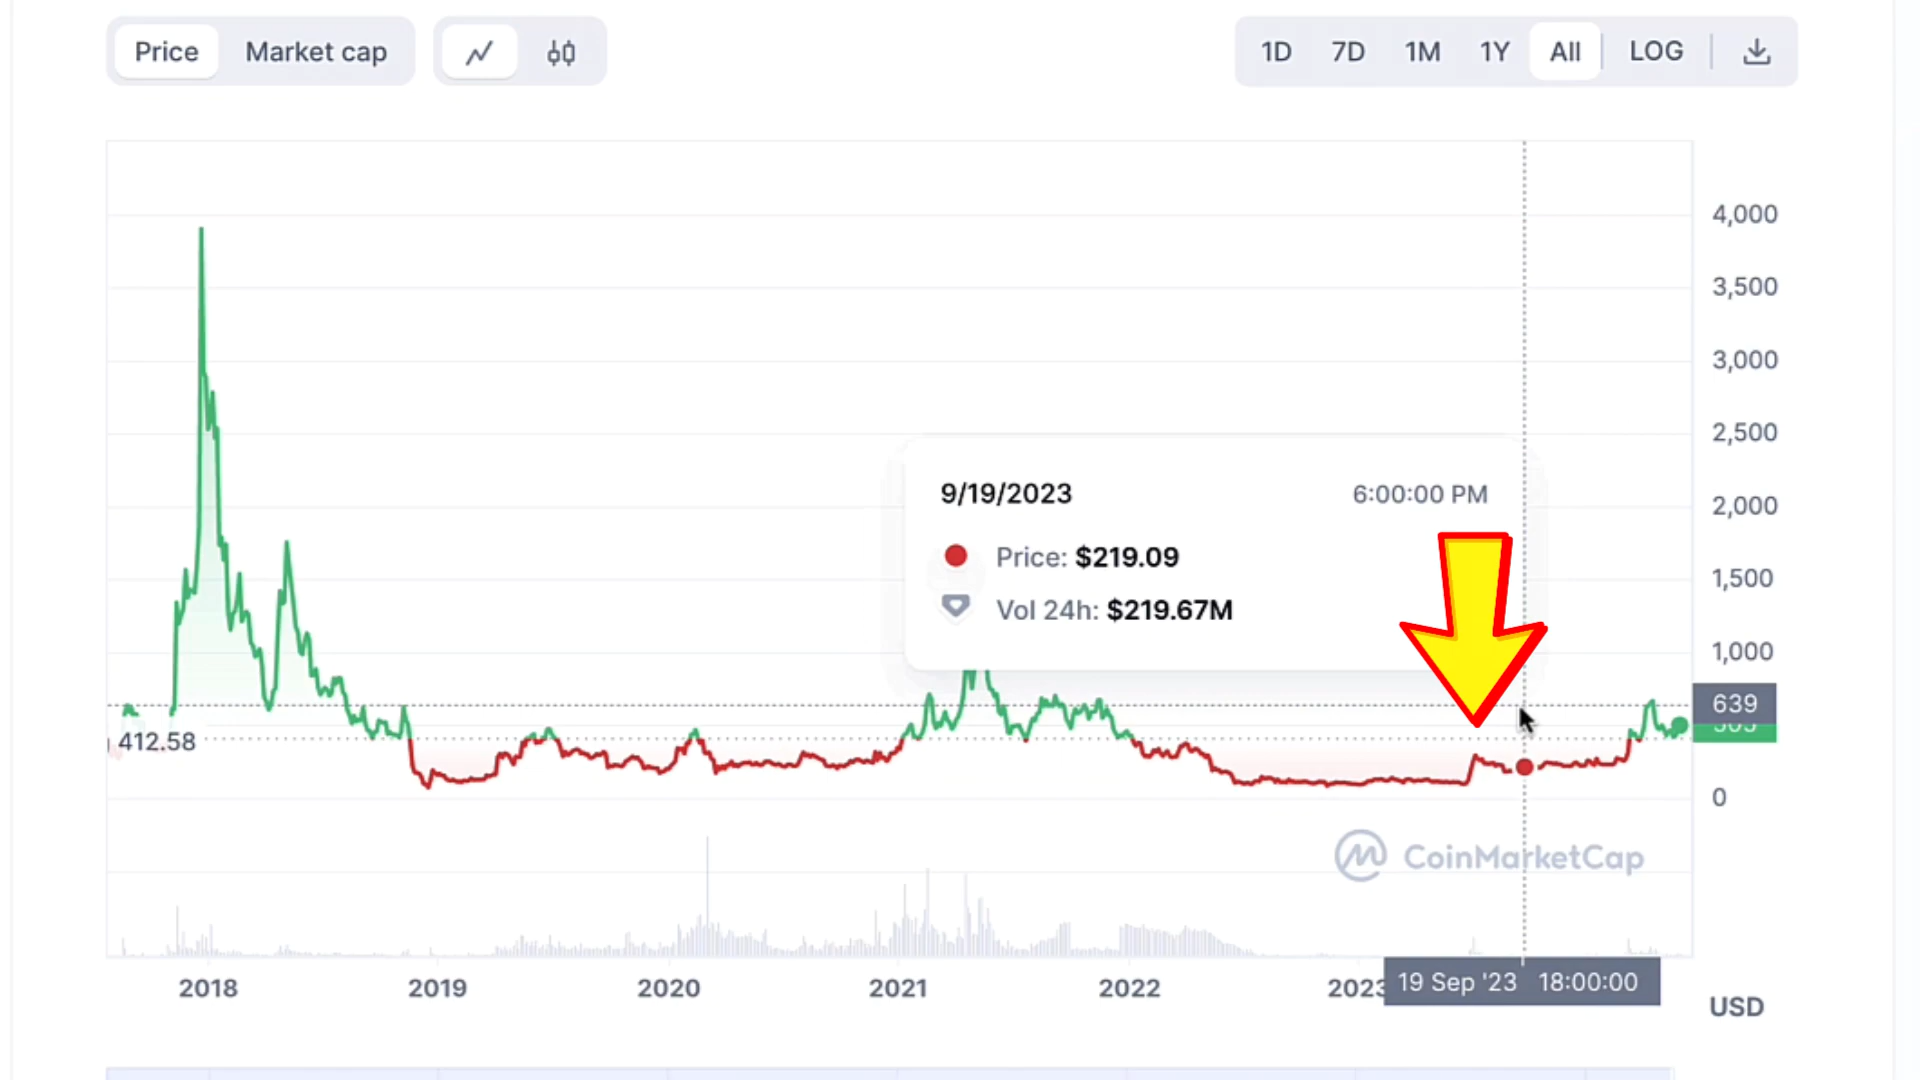 Price Market cap 1D 7D 1M 1Y All LOG
4,000
3,500
3,000
2,500
2,000
1,500
1,000
9/19/2023 6:00:00 PM
Price: $219.09
Vol 24h: $219.67M
639
412.58
0
CoinMarketCap
2018 2019 2020 2021 2022 2023 19 Sep '23 18:00:00
USD